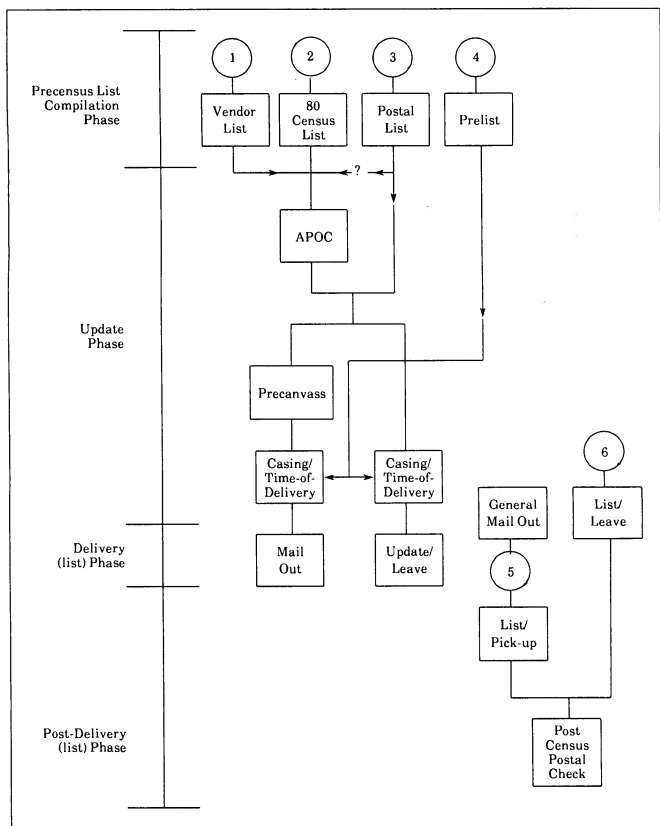 1
2
3
4
Precensus List
Compilation
Phase
Vendor
List
80
Census
List
Postal
List
Prelist
?
APOC
Update
Phase
Precanvass
Casing/
Time-of-
Delivery
Casing/
Time-of-
Delivery
6
General
Mail Out
List/
Leave
Delivery
(list) Phase
Mail
Out
Update/
Leave
5
List/
Pick-up
Post-Delivery
(list) Phase
Post
Census
Postal
Check